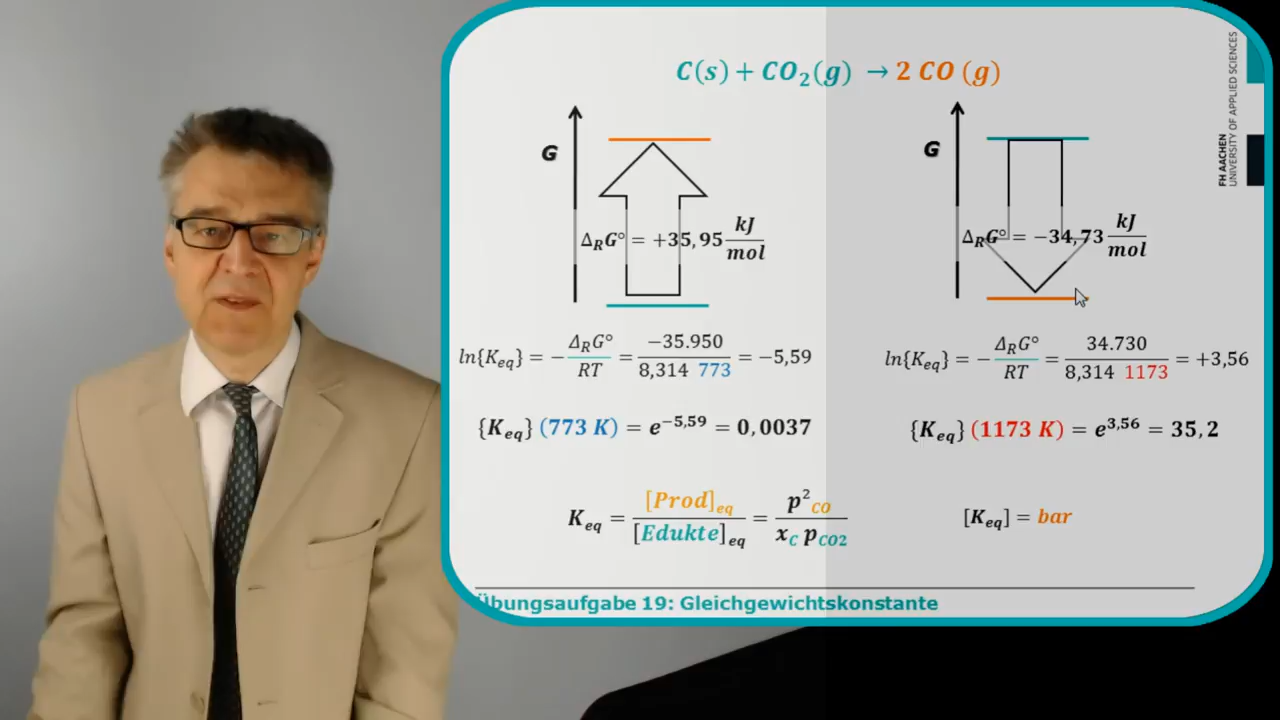 C(s) + CO₂(g) → 2 CO (g)
FH AACHEN
UNIVERSITY OF APPLIED SCIENCES
G
Δ_RG° = +35,95 kJ/mol
G
Δ_RG° = −34,73 kJ/mol
ln{K_eq} = − Δ_RG°/RT = −35.950/8,314 773 = −5,59
ln{K_eq} = − Δ_RG°/RT = 34.730/8,314 1173 = +3,56
{K_eq} (773 K) = e^−5,59 = 0,0037
{K_eq} (1173 K) = e^3,56 = 35,2
K_eq = [Prod]_eq/[Edukte]_eq = p²_CO/x_C p_CO2
[K_eq] = bar
Übungsaufgabe 19: Gleichgewichtskonstante